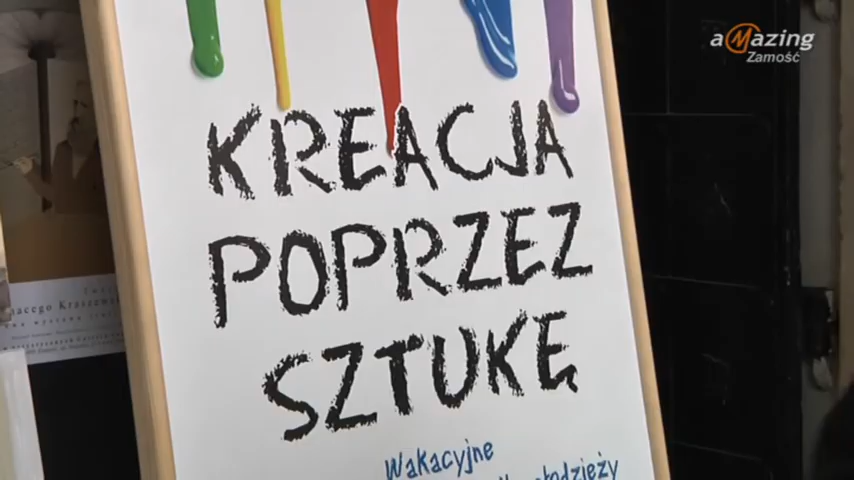 aMazing
Zamość
KREACJA
POPRZEZ
SZTUKĘ
Wakacyjne